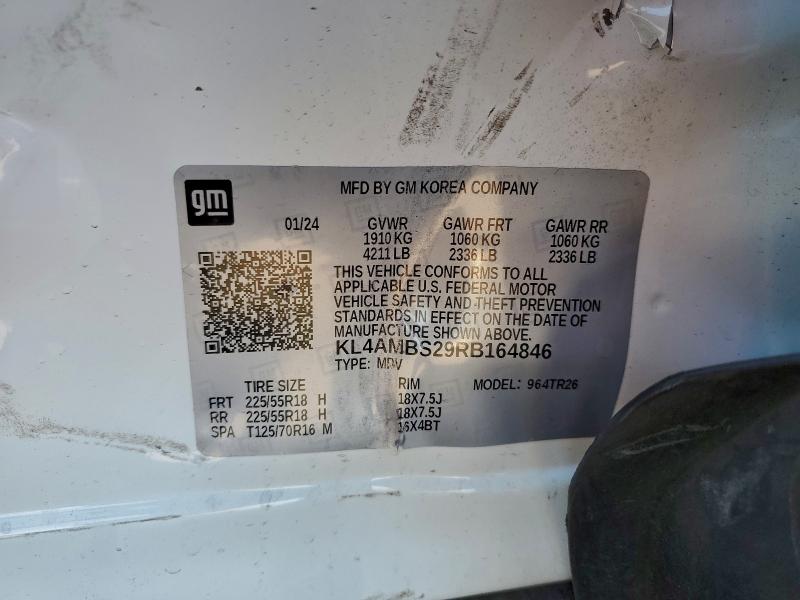 gm
MFD BY GM KOREA COMPANY
01/24 GVWR GAWR FRT GAWR RR
1910 KG 1060 KG 1060 KG
4211 LB 2336 LB 2336 LB
THIS VEHICLE CONFORMS TO ALL
APPLICABLE U.S. FEDERAL MOTOR
VEHICLE SAFETY AND THEFT PREVENTION
STANDARDS IN EFFECT ON THE DATE OF
MANUFACTURE SHOWN ABOVE.
KL4AMBS29RB164846
TYPE: MPV
TIRE SIZE RIM MODEL: 964TR26
FRT 225/55R18 H 18X7.5J
RR 225/55R18 H 18X7.5J
SPA T125/70R16 M 16X4BT